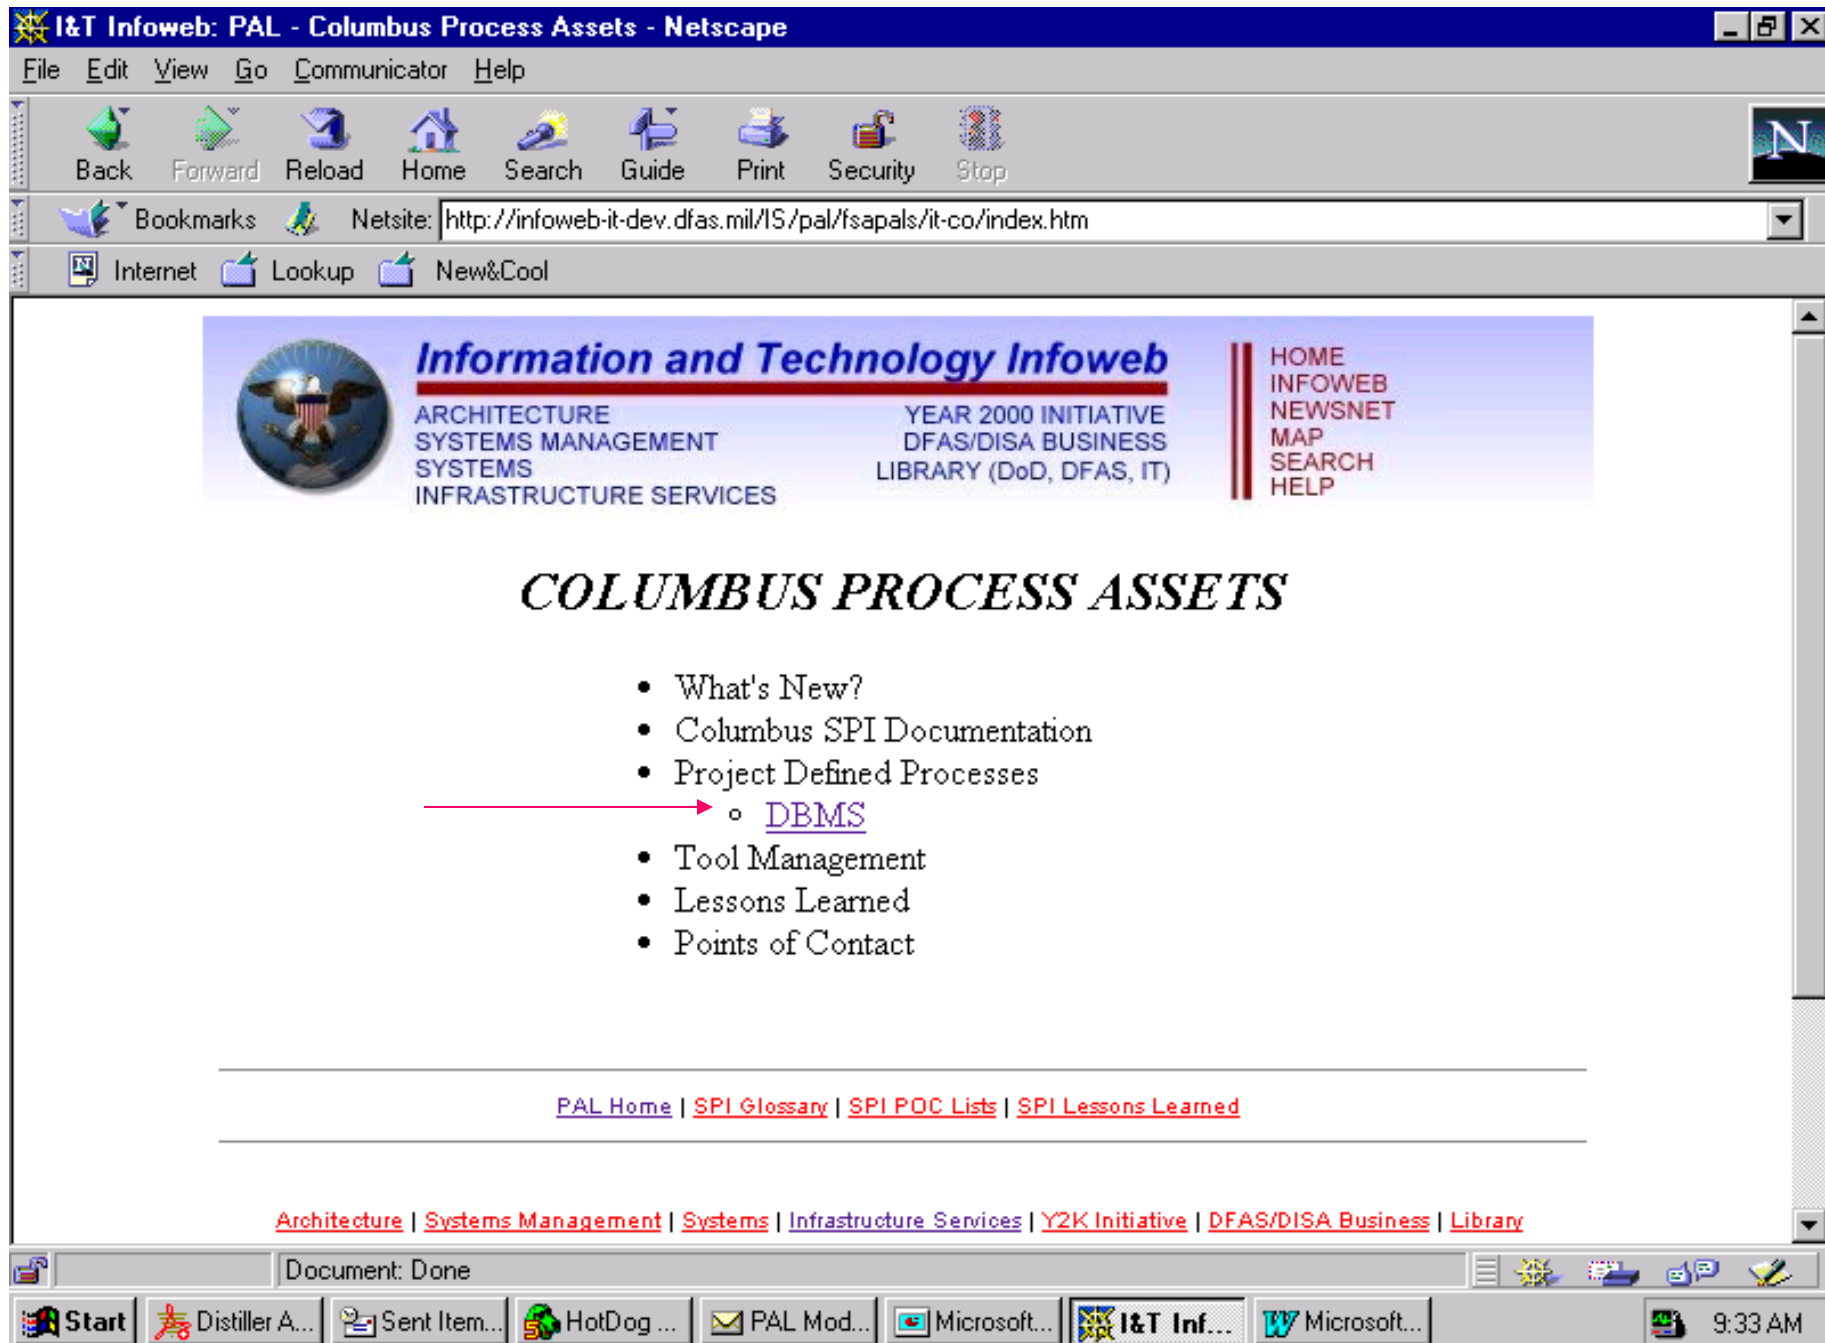 I&T Infoweb: PAL - Columbus Process Assets - Netscape
File Edit View Go Communicator Help
Back Forward Reload Home Search Guide Print Security Stop
N
Bookmarks Netsite: http://infoweb-it-dev.dfas.mil/IS/pal/fsapals/it-co/index.htm
Internet Lookup New&Cool
Information and Technology Infoweb
ARCHITECTURE
SYSTEMS MANAGEMENT
SYSTEMS
INFRASTRUCTURE SERVICES
YEAR 2000 INITIATIVE
DFAS/DISA BUSINESS
LIBRARY (DoD, DFAS, IT)
HOME
INFOWEB
NEWSNET
MAP
SEARCH
HELP
COLUMBUS PROCESS ASSETS
What's New?
Columbus SPI Documentation
Project Defined Processes
DBMS
Tool Management
Lessons Learned
Points of Contact
PAL Home | SPI Glossary | SPI POC Lists | SPI Lessons Learned
Architecture | Systems Management | Systems | Infrastructure Services | Y2K Initiative | DFAS/DISA Business | Library
Document: Done
Start Distiller A... Sent Item... HotDog ... PAL Mod... Microsoft... I&T Inf... Microsoft... 9:33 AM